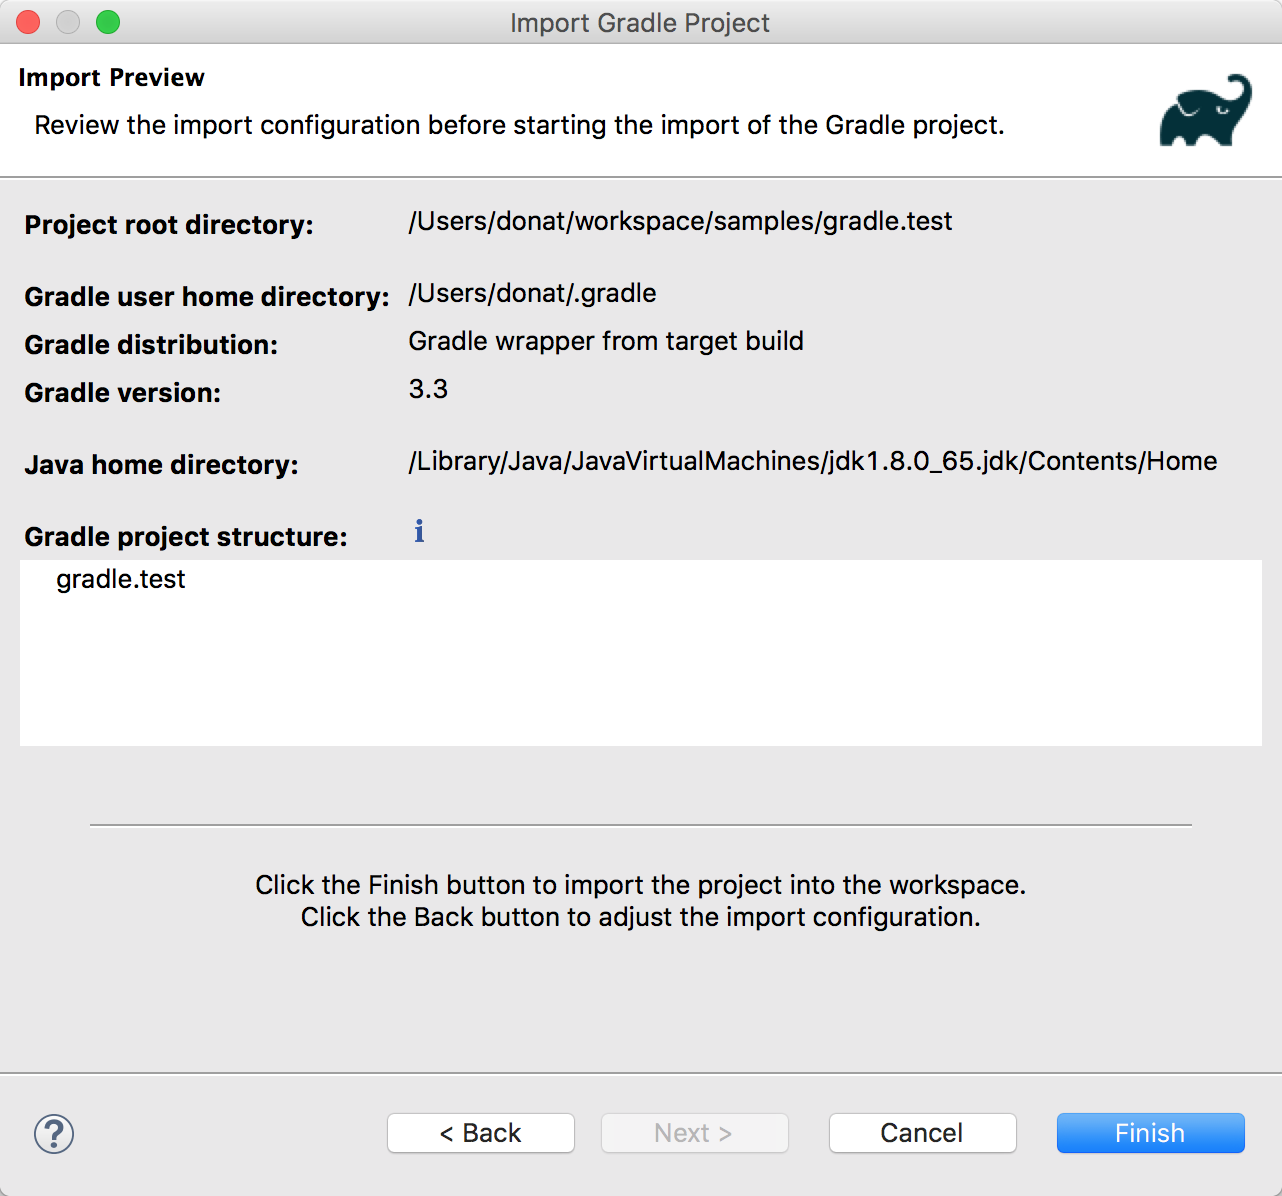 Import Gradle Project
Import Preview
Review the import configuration before starting the import of the Gradle project.
Project root directory: /Users/donat/workspace/samples/gradle.test
Gradle user home directory: /Users/donat/.gradle
Gradle distribution: Gradle wrapper from target build
Gradle version: 3.3
Java home directory: /Library/Java/JavaVirtualMachines/jdk1.8.0_65.jdk/Contents/Home
Gradle project structure: i
gradle.test
Click the Finish button to import the project into the workspace.
Click the Back button to adjust the import configuration.
? < Back Next > Cancel Finish